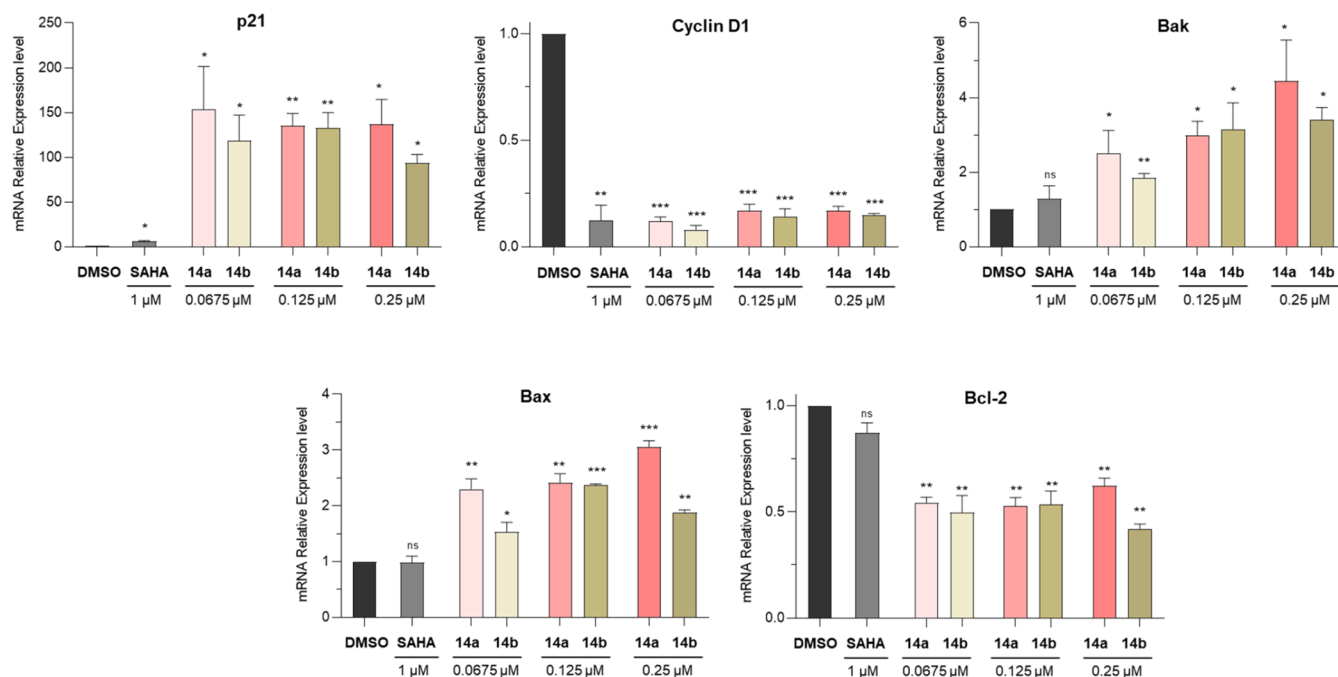 p21
mRNA Relative Expression level
250
200
150
100
50
0
*
*
*
**
**
*
*
DMSO SAHA 14a 14b 14a 14b 14a 14b
1 µM 0.0675 µM 0.125 µM 0.25 µM
Cyclin D1
mRNA Relative Expression level
1.0
0.5
0.0
**
***
***
***
***
***
***
DMSO SAHA 14a 14b 14a 14b 14a 14b
1 µM 0.0675 µM 0.125 µM 0.25 µM
Bak
mRNA Relative Expression level
6
4
2
0
ns
*
**
*
*
*
*
DMSO SAHA 14a 14b 14a 14b 14a 14b
1 µM 0.0675 µM 0.125 µM 0.25 µM
Bax
mRNA Relative Expression level
4
3
2
1
0
ns
**
*
**
***
***
**
DMSO SAHA 14a 14b 14a 14b 14a 14b
1 µM 0.0675 µM 0.125 µM 0.25 µM
Bcl-2
mRNA Relative Expression level
1.0
0.5
0.0
ns
**
**
**
**
**
**
DMSO SAHA 14a 14b 14a 14b 14a 14b
1 µM 0.0675 µM 0.125 µM 0.25 µM